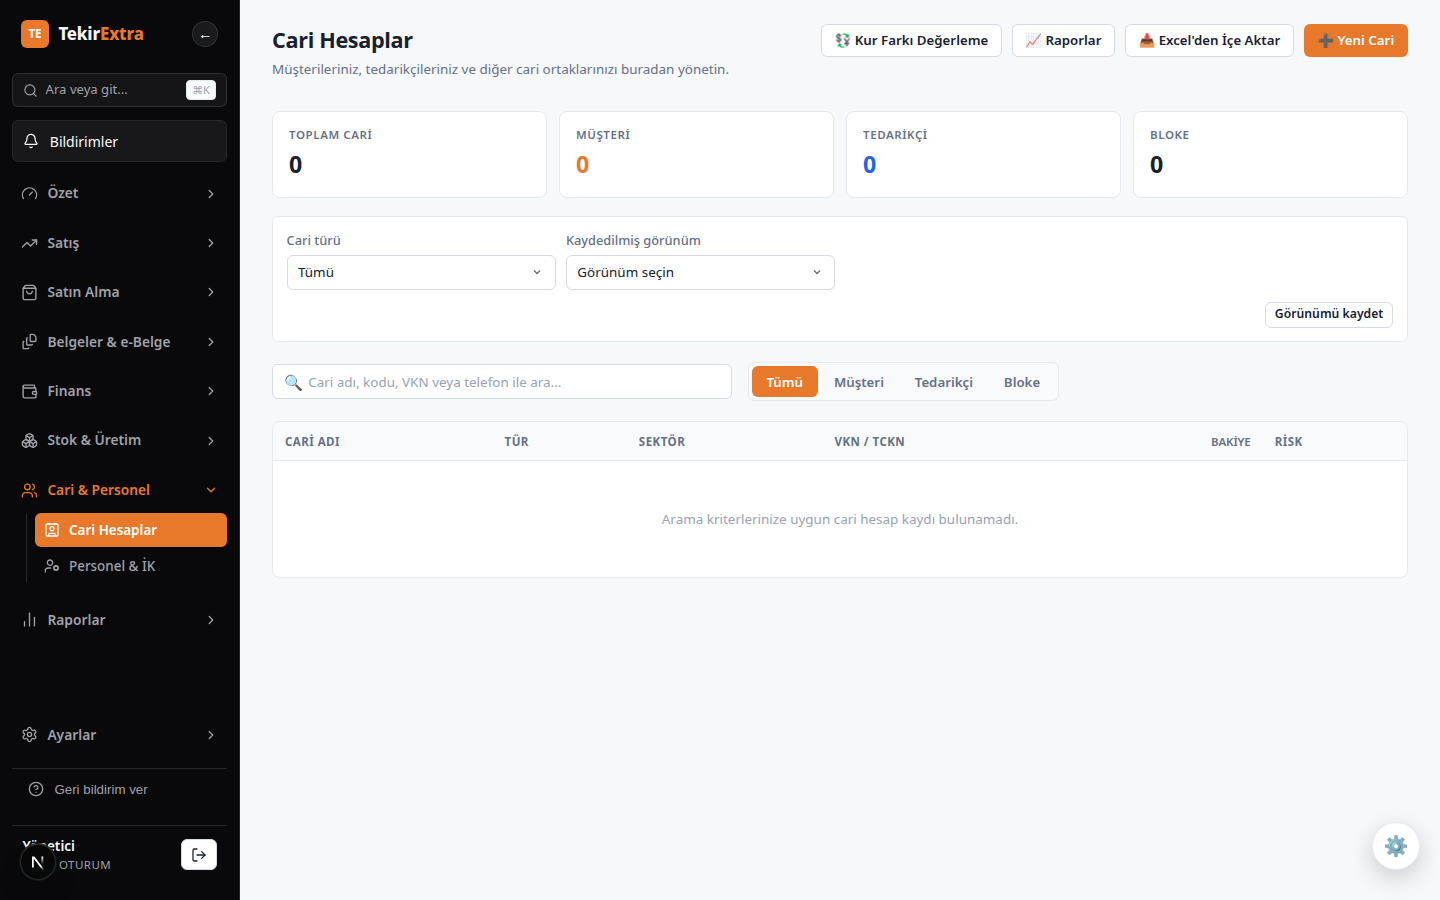 TE TekirExtra ←
Ara veya git... ⌘K
Bildirimler
Özet
Satış
Satın Alma
Belgeler & e-Belge
Finans
Stok & Üretim
Cari & Personel
Cari Hesaplar
Personel & İK
Raporlar
Ayarlar
Geri bildirim ver
OTURUM
Cari Hesaplar
Müşterileriniz, tedarikçileriniz ve diğer cari ortaklarınızı buradan yönetin.
Kur Farkı Değerleme
Raporlar
Excel'den İçe Aktar
Yeni Cari
TOPLAM CARİ
0
MÜŞTERİ
0
TEDARİKÇİ
0
BLOKE
0
Cari türü
Tümü
Kaydedilmiş görünüm
Görünüm seçin
Görünümü kaydet
Cari adı, kodu, VKN veya telefon ile ara...
Tümü Müşteri Tedarikçi Bloke
CARİ ADI TÜR SEKTÖR VKN / TCKN BAKİYE RİSK
Arama kriterlerinize uygun cari hesap kaydı bulunamadı.